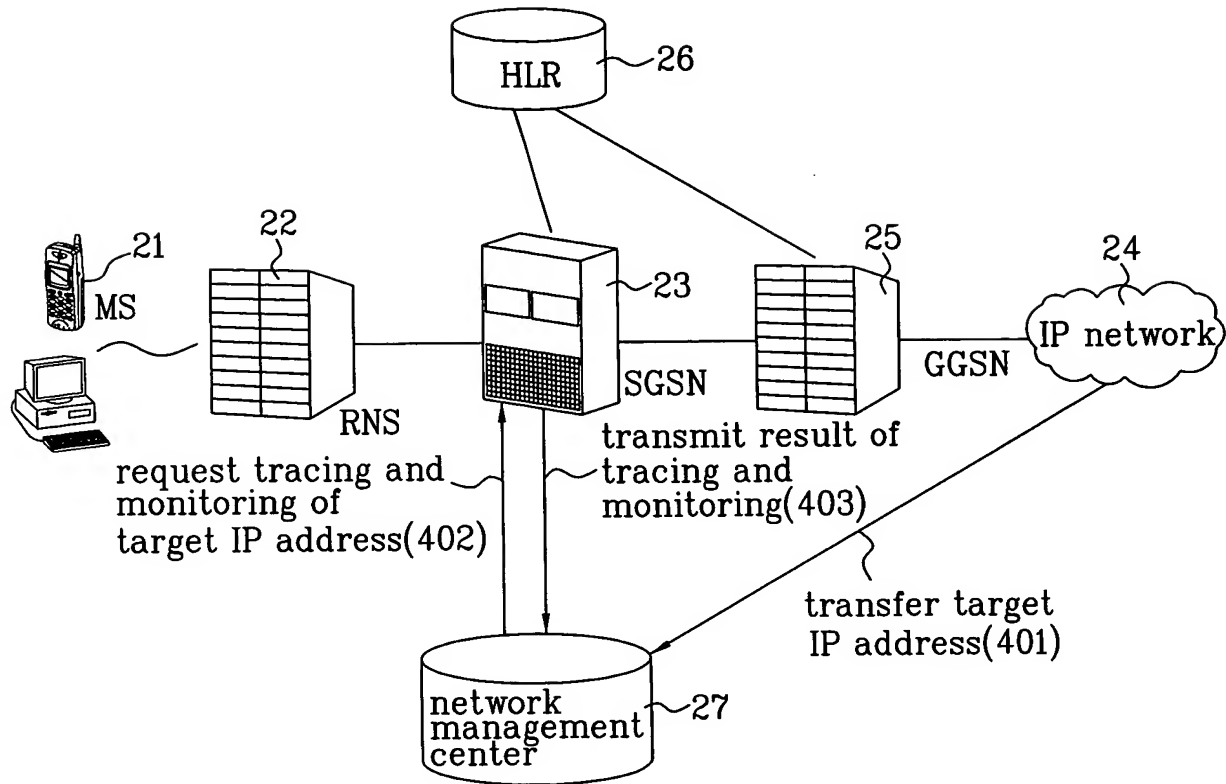 HLR
26
21
MS
22
RNS
23
SGSN
25
GGSN
24
IP network
request tracing and
monitoring of
target IP address(402)
transmit result of
tracing and
monitoring(403)
transfer target
IP address(401)
network
management
center
27